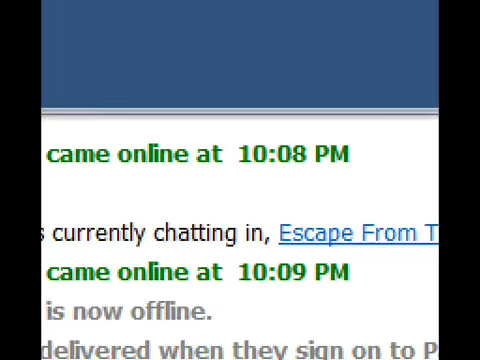 came online at 10:08 PM
currently chatting in, Escape From T
came online at 10:09 PM
is now offline.
delivered when they sign on to P